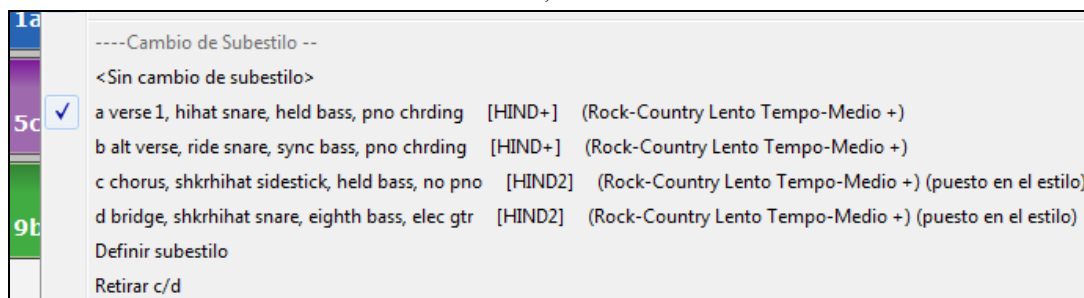 1a
----Cambio de Subestilo --
<Sin cambio de subestilo>
5c
a verse 1, hihat snare, held bass, pno chrding [HIND+] (Rock-Country Lento Tempo-Medio +)
b alt verse, ride snare, sync bass, pno chrding [HIND+] (Rock-Country Lento Tempo-Medio +)
c chorus, shkrhihat sidestick, held bass, no pno [HIND2] (Rock-Country Lento Tempo-Medio +) (puesto en el estilo)
9b
d bridge, shkrhihat snare, eighth bass, elec gtr [HIND2] (Rock-Country Lento Tempo-Medio +) (puesto en el estilo)
Definir subestilo
Retirar c/d